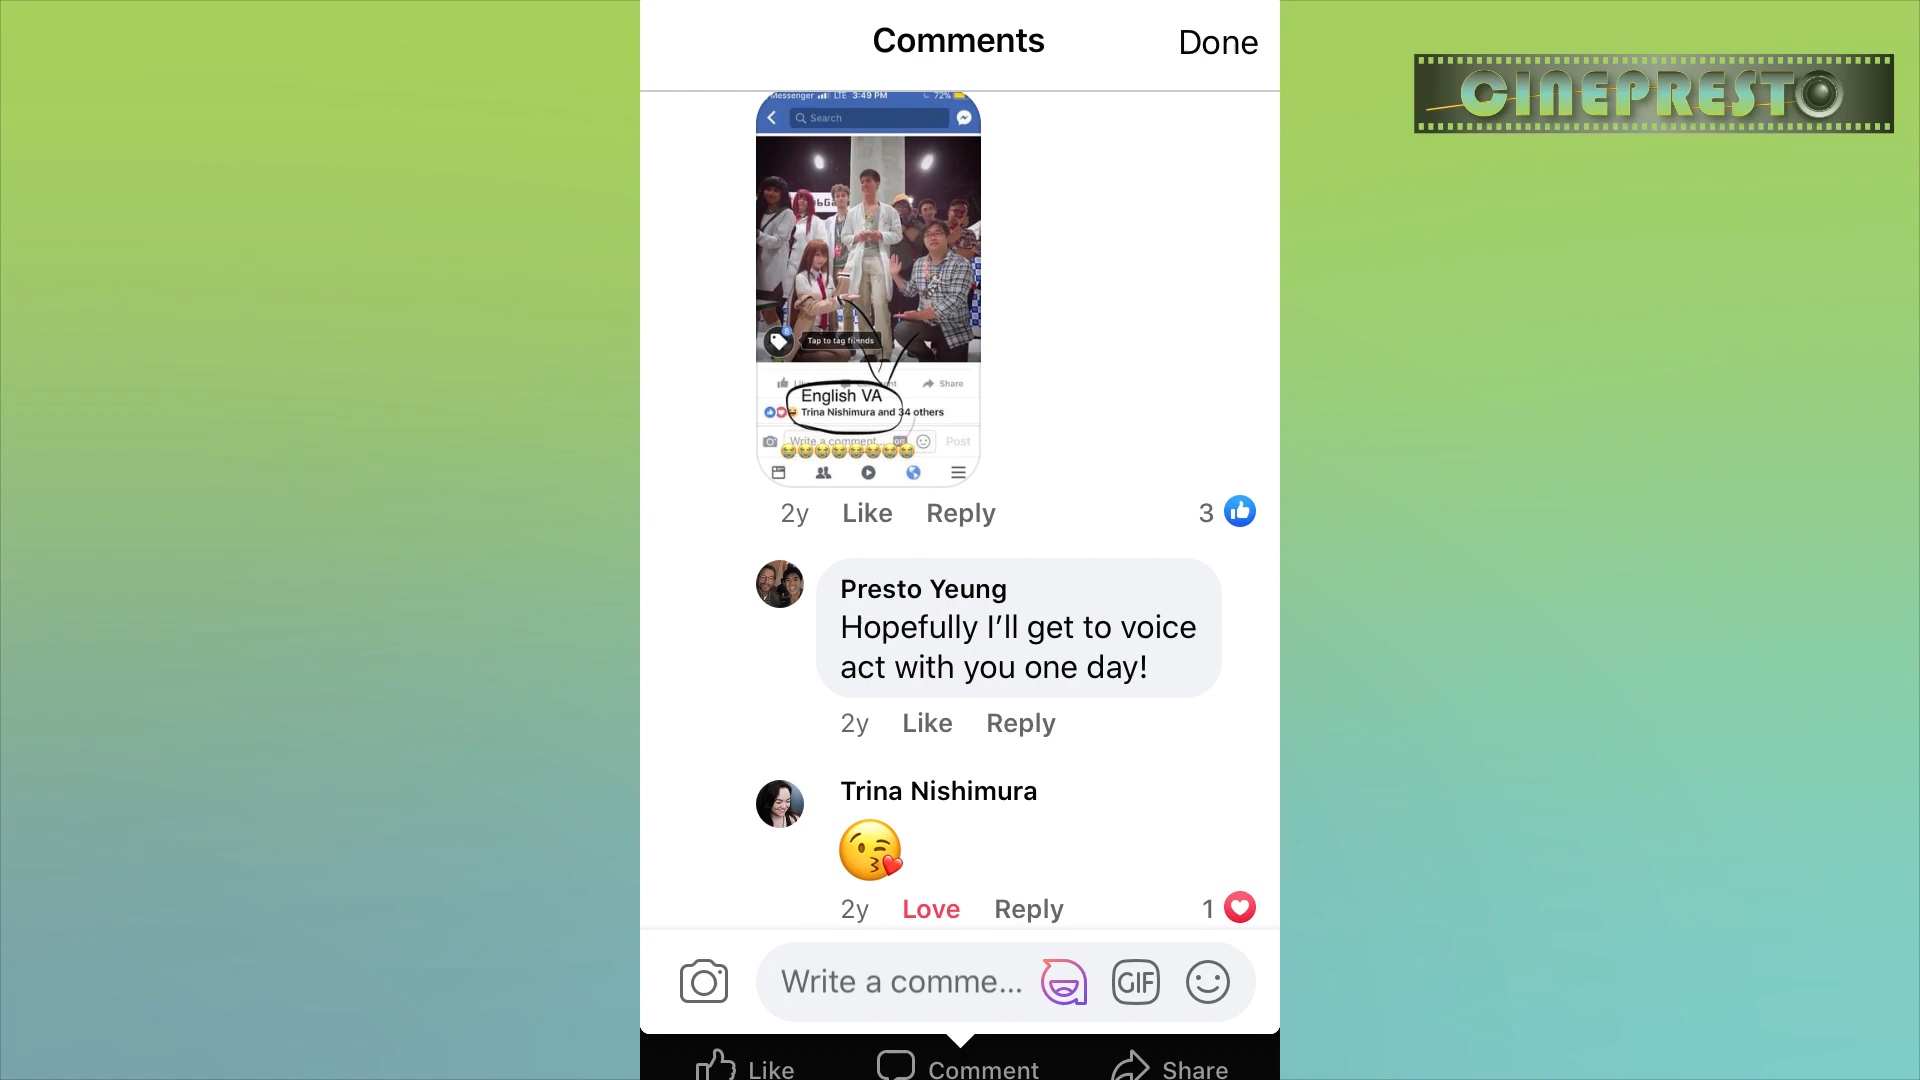 Comments
Done
CINEPRESTO
Messenger LTE 3:49 PM 72%
Search
8
Tap to tag friends
Share
English VA
Trina Nishimura and 34 others
Write a comment...
GIF
Post
2y Like Reply 3
Presto Yeung
Hopefully I’ll get to voice
act with you one day!
2y Like Reply
Trina Nishimura
2y Love Reply 1
Write a comme... GIF
Like Comment Share